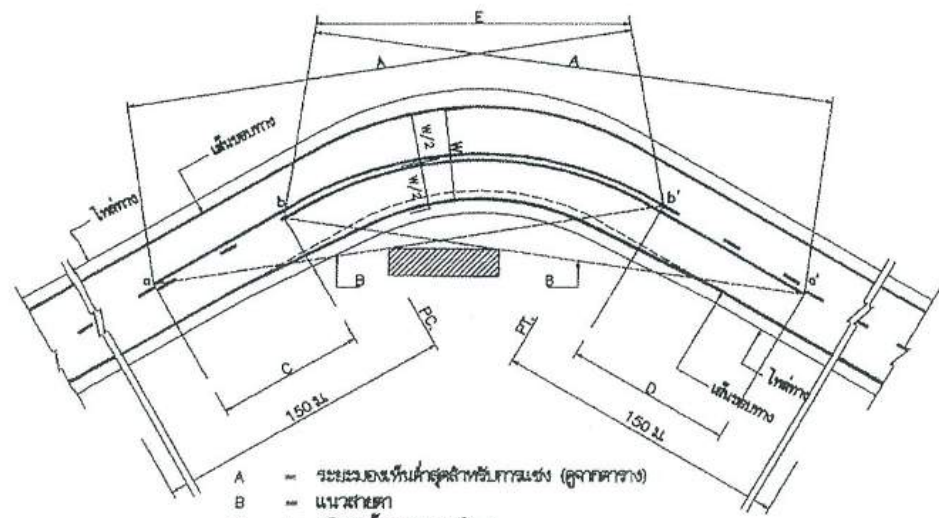 E
A
A
เส้นขอบทาง
ไหล่ทาง
W/2
W
W/2
b
b'
a
a'
B
B
PC.
PT.
C
D
150 ม.
150 ม.
เส้นขอบทาง
ไหล่ทาง
A = ระยะมองเห็นต่ำสุดสำหรับการแซง (ดูจากตาราง)
B = แนวสายตา